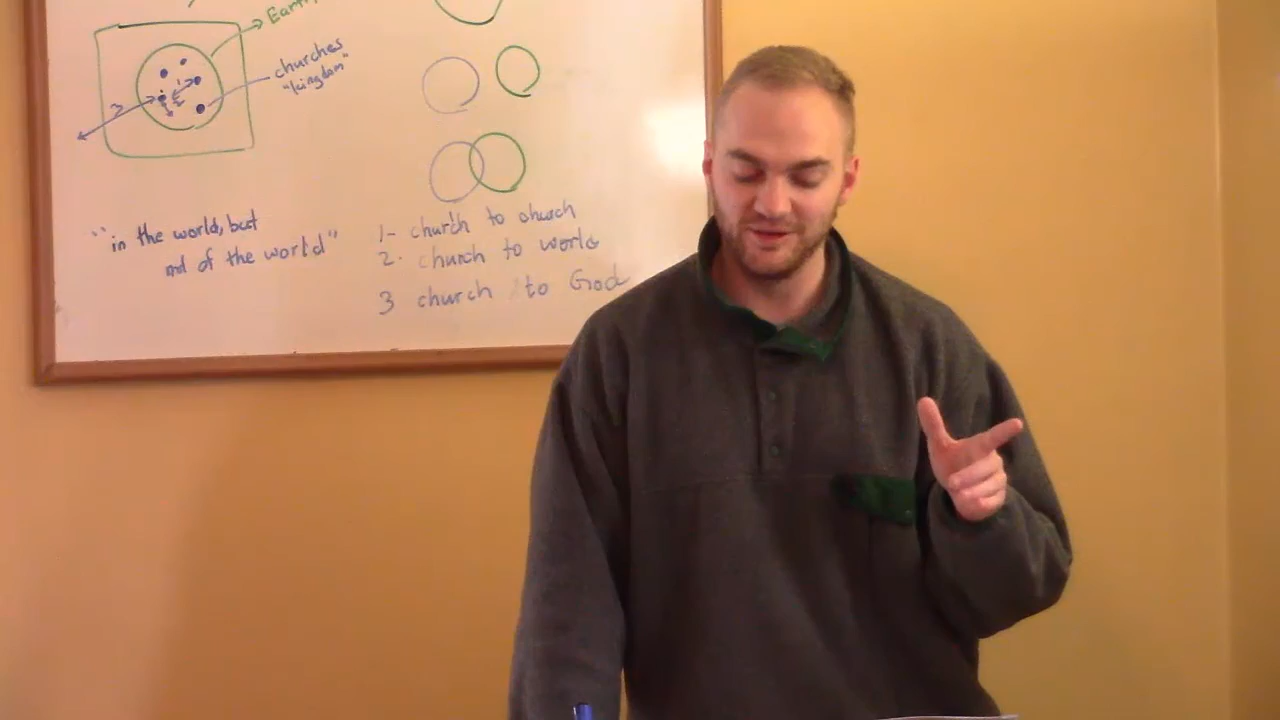 Earth
churches
"kingdom"
"in the world, but
not of the world"
1- church to church
2. church to world
3 church to God